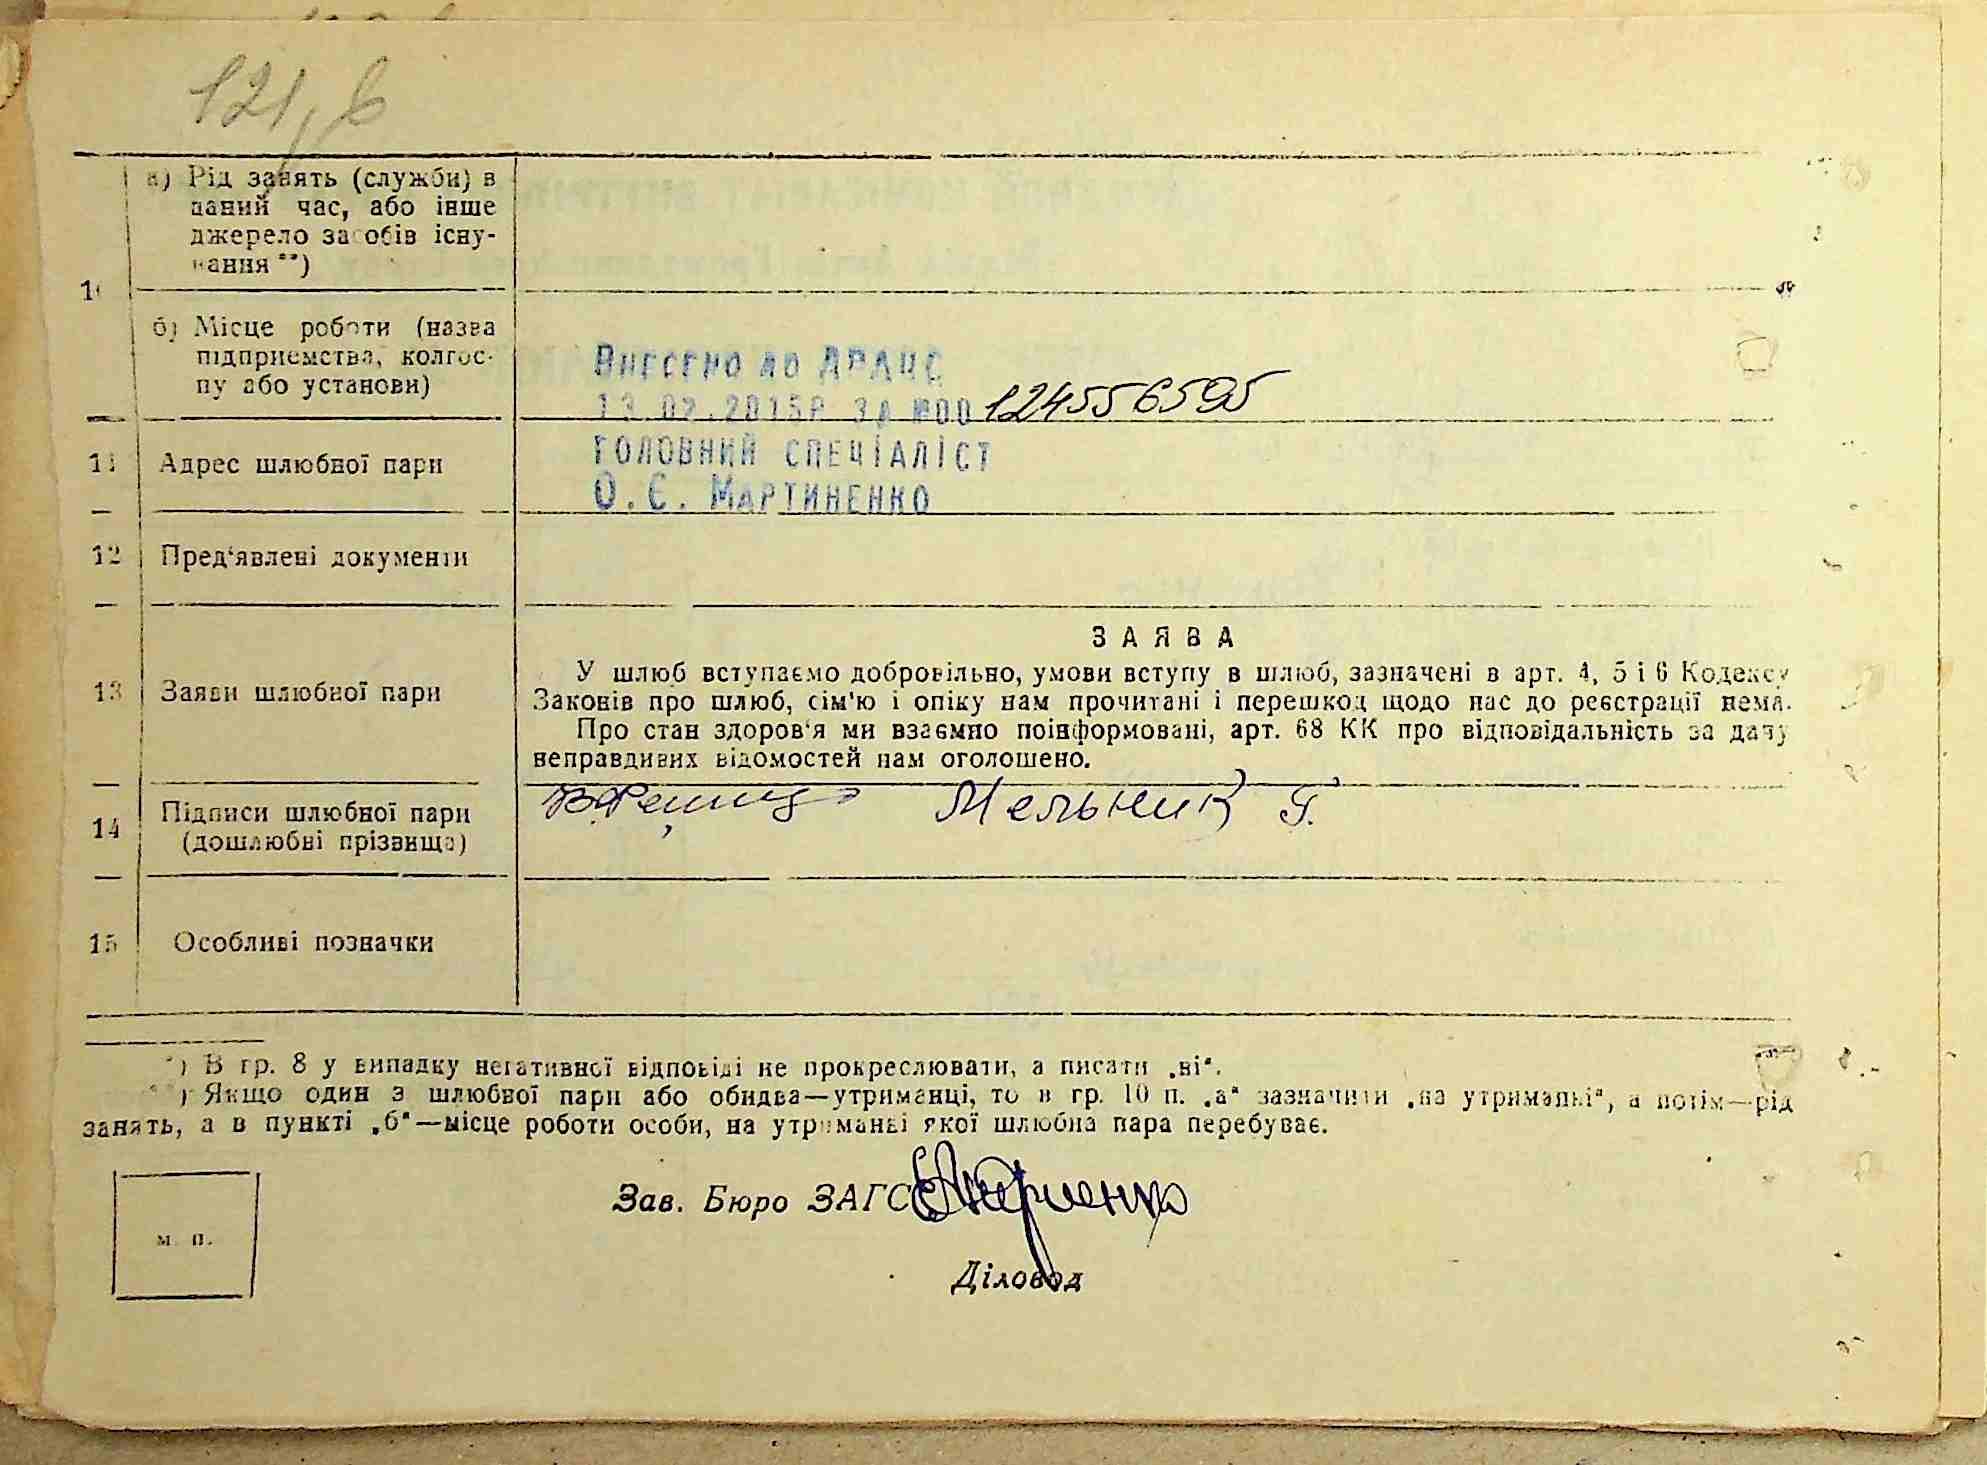 121,
а) Рід занять (служби) в
даний час, або інше
джерело засобів існу-
вання **)
10
б) Місце роботи (назва
підприємства, колгос-
пу або установи)
Внесено до ДРАЦС
13.02.2015р за №00 124556595
головний спеціаліст
О.Є. Мартиненко
11 Адрес шлюбної пари
12 Пред'явлені документи
13 Заяви шлюбної пари
ЗАЯВА
У шлюб вступаємо добровільно, умови вступу в шлюб, зазначені в арт. 4, 5 і 6 Кодексу
Законів про шлюб, сім'ю і опіку нам прочитані і перешкод щодо нас до реєстрації нема.
Про стан здоров'я ми взаємно поінформовані, арт. 68 КК про відповідальність за дачу
неправдивих відомостей нам оголошено.
14 Підписи шлюбної пари
(дошлюбні прізвища)
Мельник Г.
15 Особливі позначки
*) В гр. 8 у випадку негативної відповіді не прокреслювати, а писати „ні“.
**) Якщо один з шлюбної пари або обидва—утриманці, то в гр. 10 п. „а“ зазначити „на утриманні“, а потім—рід
занять, а в пункті „б“—місце роботи особи, на утриманні якої шлюбна пара перебуває.
Зав. Бюро ЗАГС
м. п.
Діловод